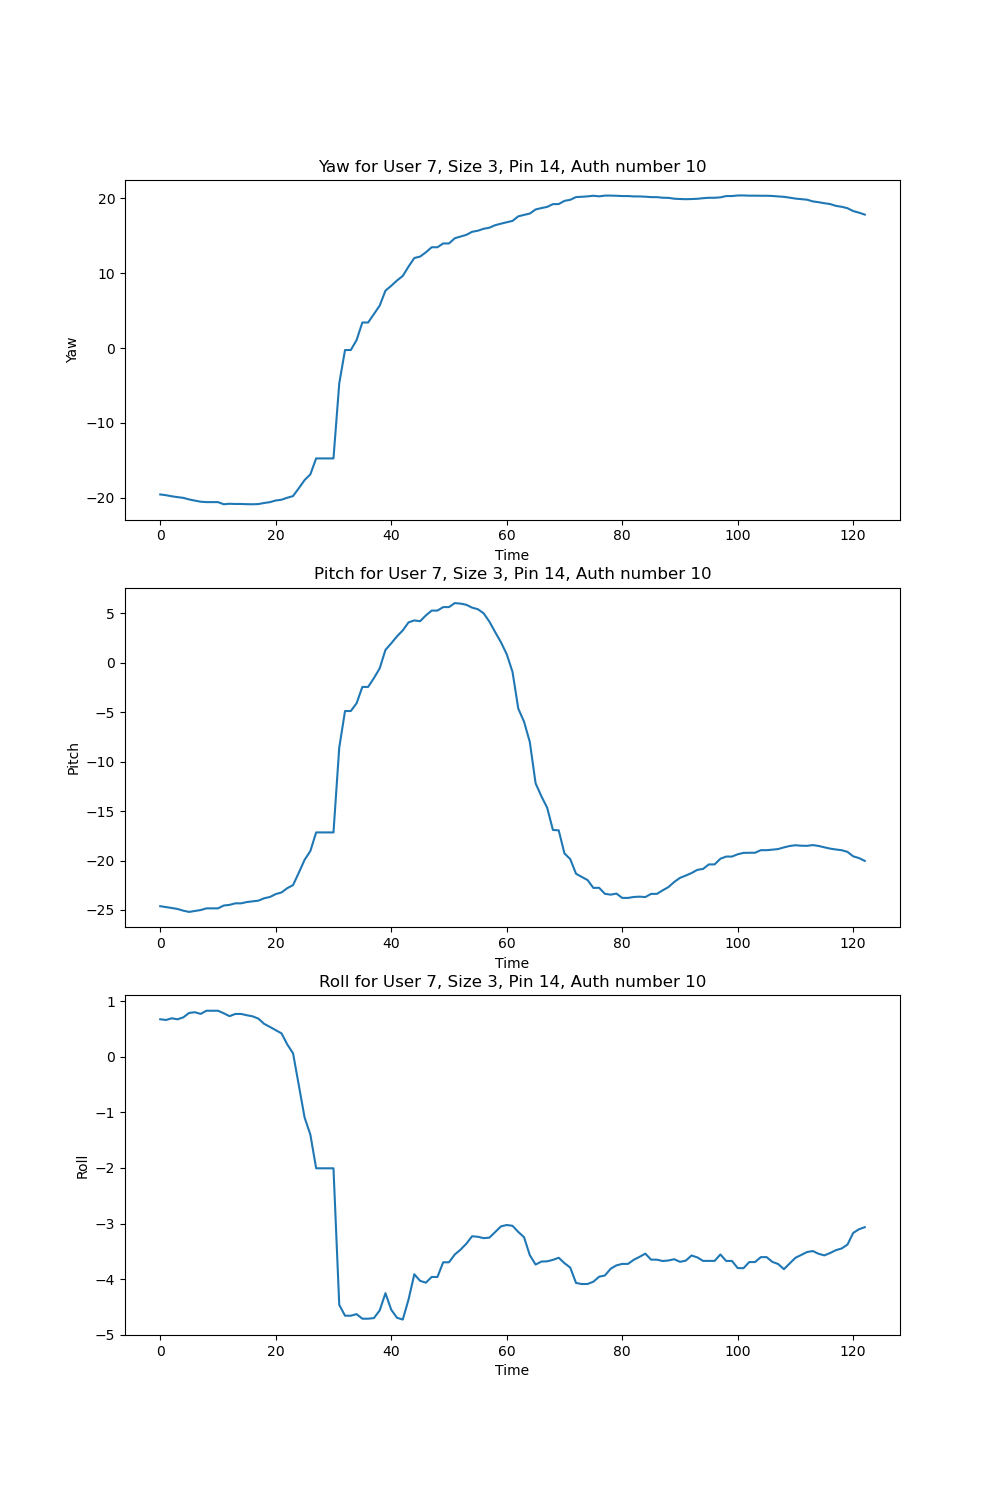 Yaw for User 7, Size 3, Pin 14, Auth number 10
20
10
0
−10
−20
Yaw
0 20 40 60 80 100 120
Time
Pitch for User 7, Size 3, Pin 14, Auth number 10
5
0
−5
−10
−15
−20
−25
Pitch
0 20 40 60 80 100 120
Time
Roll for User 7, Size 3, Pin 14, Auth number 10
1
0
−1
−2
−3
−4
−5
Roll
0 20 40 60 80 100 120
Time